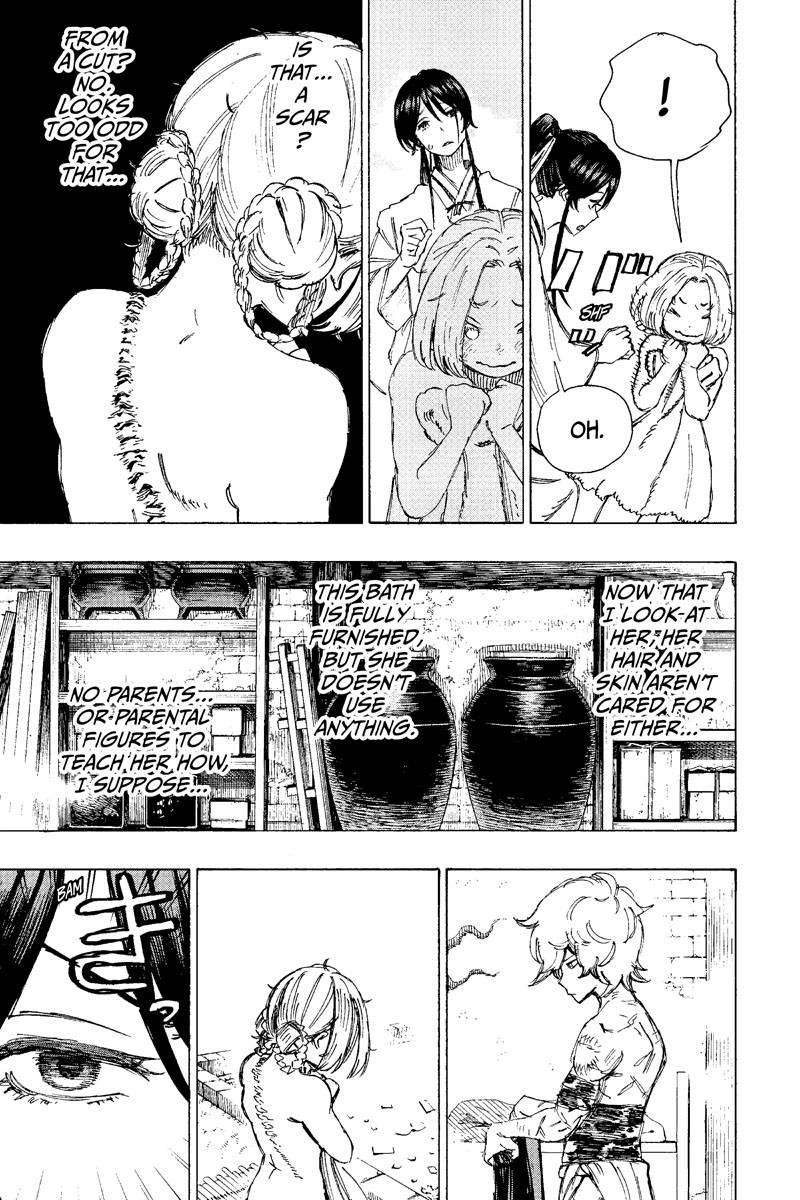 !
SHF
OH.
IS
THAT...
A
SCAR
?
FROM
A CUT?
NO.
LOOKS
TOO ODD
FOR
THAT...
NOW THAT
I LOOK AT
HER, HER
HAIR AND
SKIN AREN'T
CARED FOR
EITHER...
THIS BATH
IS FULLY
FURNISHED,
BUT SHE
DOESN'T
USE
ANYTHING.
NO PARENTS...
OR PARENTAL
FIGURES TO
TEACH HER HOW,
I SUPPOSE...
BAM